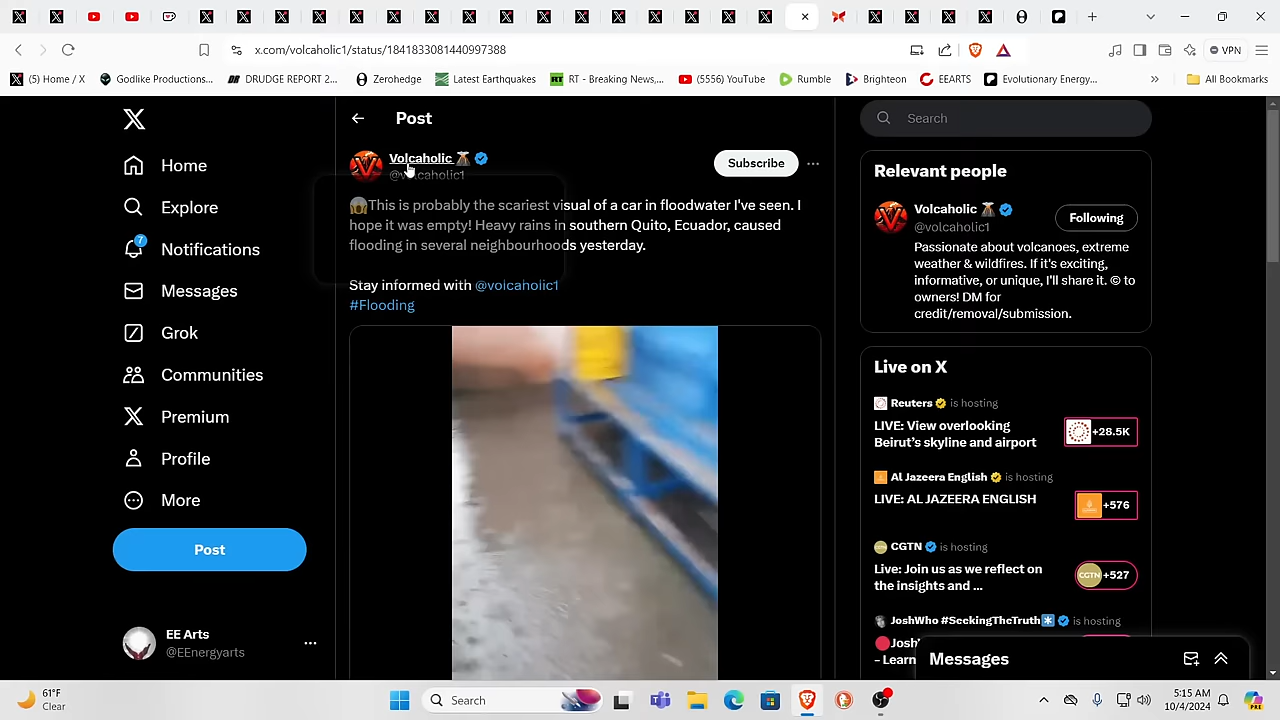 x.com/volcaholic1/status/1841833081440997388
VPN
(5) Home / X
Godlike Productions...
DRUDGE REPORT 2...
Zerohedge
Latest Earthquakes
RT - Breaking News,...
(5556) YouTube
Rumble
Brighteon
EEARTS
Evolutionary Energy...
»
All Bookmarks
Home
Explore
7
Notifications
Messages
Grok
Communities
Premium
Profile
More
Post
EE Arts
@EEnergyarts
Post
Volcaholic
@volcaholic1
Subscribe
This is probably the scariest visual of a car in floodwater I've seen. I
hope it was empty! Heavy rains in southern Quito, Ecuador, caused
flooding in several neighbourhoods yesterday.
Stay informed with @volcaholic1
#Flooding
Search
Relevant people
Volcaholic
@volcaholic1
Following
Passionate about volcanoes, extreme
weather & wildfires. If it's exciting,
informative, or unique, I'll share it. © to
owners! DM for
credit/removal/submission.
Live on X
Reuters is hosting
LIVE: View overlooking
Beirut's skyline and airport
+28.5K
Al Jazeera English is hosting
LIVE: AL JAZEERA ENGLISH
+576
CGTN is hosting
Live: Join us as we reflect on
the insights and ...
CGTN +527
JoshWho #SeekingTheTruth is hosting
Josh
– Learn
Messages
61°F
Clear
Search
5:15 AM
10/4/2024